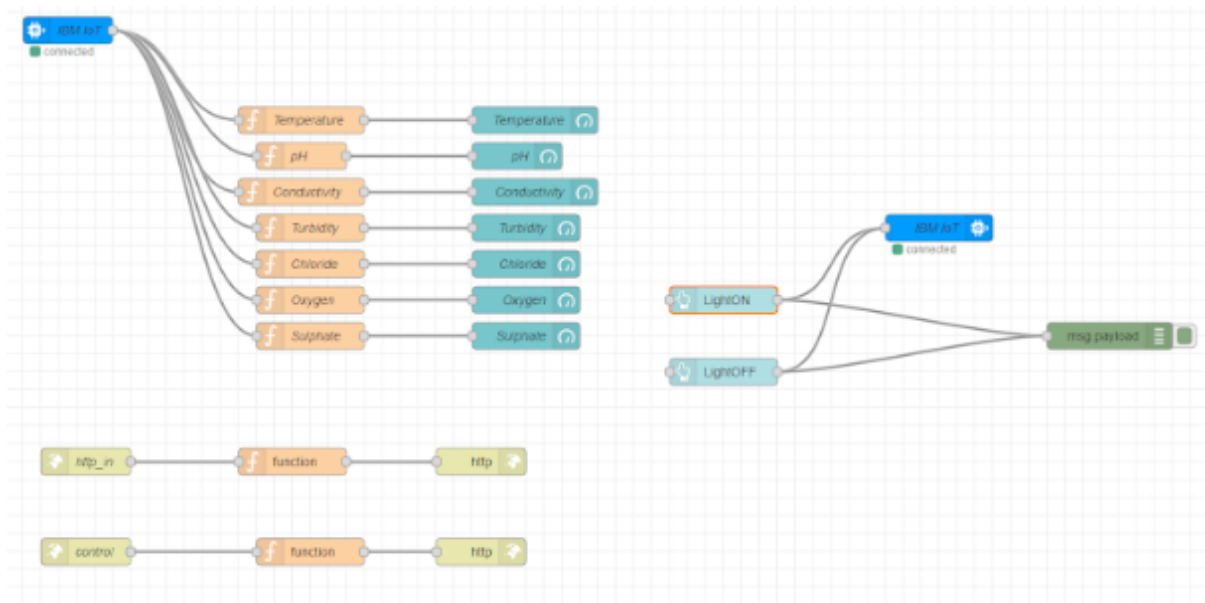 IBM IoT
connected
Temperature
Temperature
pH
pH
Conductivity
Conductivity
Turbidity
Turbidity
Chloride
Chloride
Oxygen
Oxygen
Sulphate
Sulphate
IBM IoT
connected
LightON
msg.payload
LightOFF
http_in
function
http
control
function
http